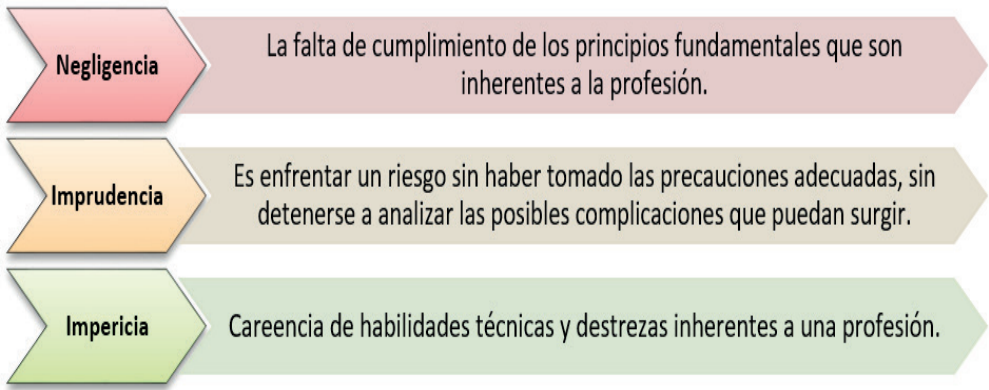 Negligencia
La falta de cumplimiento de los principios fundamentales que son
inherentes a la profesión.
Imprudencia
Es enfrentar un riesgo sin haber tomado las precauciones adecuadas, sin
detenerse a analizar las posibles complicaciones que puedan surgir.
Impericia
Careencia de habilidades técnicas y destrezas inherentes a una profesión.